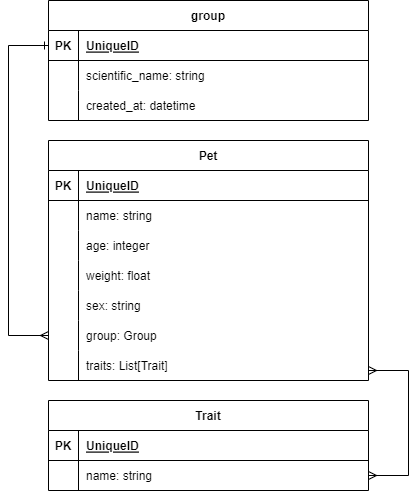 group
PK UniqueID
scientific_name: string
created_at: datetime
Pet
PK UniqueID
name: string
age: integer
weight: float
sex: string
group: Group
traits: List[Trait]
Trait
PK UniqueID
name: string